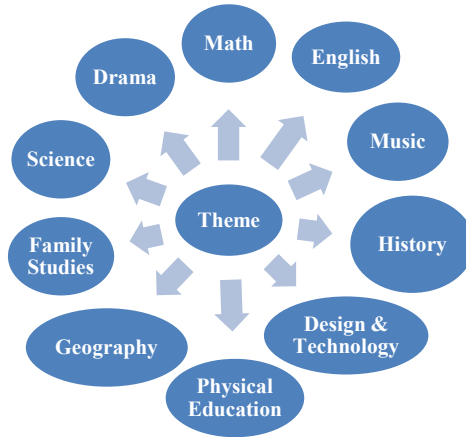 Math
English
Drama
Music
Science
Theme
Family
Studies
History
Design &
Technology
Geography
Physical
Education